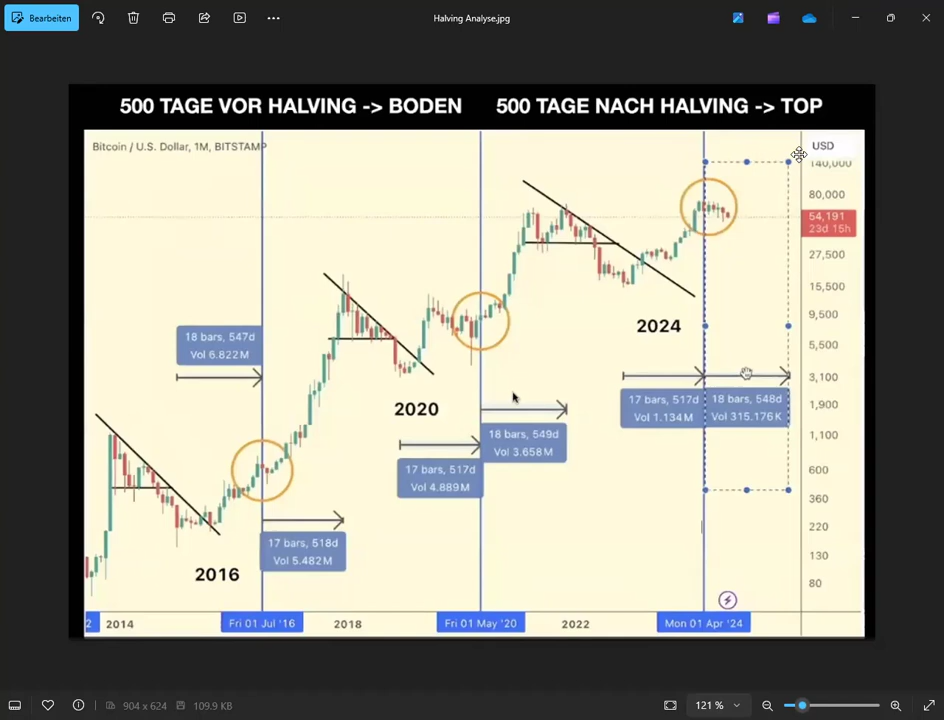 Bearbeiten
Halving Analyse.jpg
500 TAGE VOR HALVING -> BODEN
500 TAGE NACH HALVING -> TOP
Bitcoin / U.S. Dollar, 1M, BITSTAMP
USD
140,000
80,000
54,191
23d 15h
27,500
15,500
9,500
5,500
3,100
1,900
1,100
600
360
220
130
80
18 bars, 547d
Vol 6.822M
2024
17 bars, 517d
Vol 1.134M
18 bars, 548d
Vol 315.176K
2020
18 bars, 549d
Vol 3.658M
17 bars, 517d
Vol 4.889M
17 bars, 518d
Vol 5.482M
2016
2
2014
Fri 01 Jul '16
2018
Fri 01 May '20
2022
Mon 01 Apr '24
904 x 624
109.9 KB
121 %